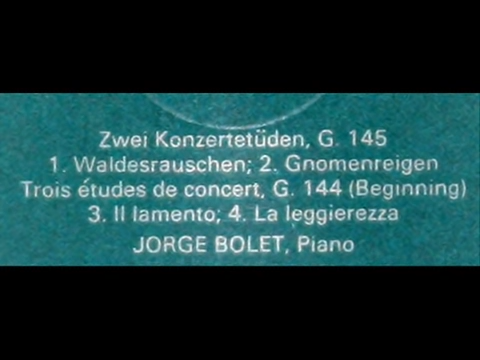 Zwei Konzertetüden, G. 145
1. Waldesrauschen; 2. Gnomenreigen
Trois études de concert, G. 144 (Beginning)
3. Il lamento; 4. La leggierezza
JORGE BOLET, Piano